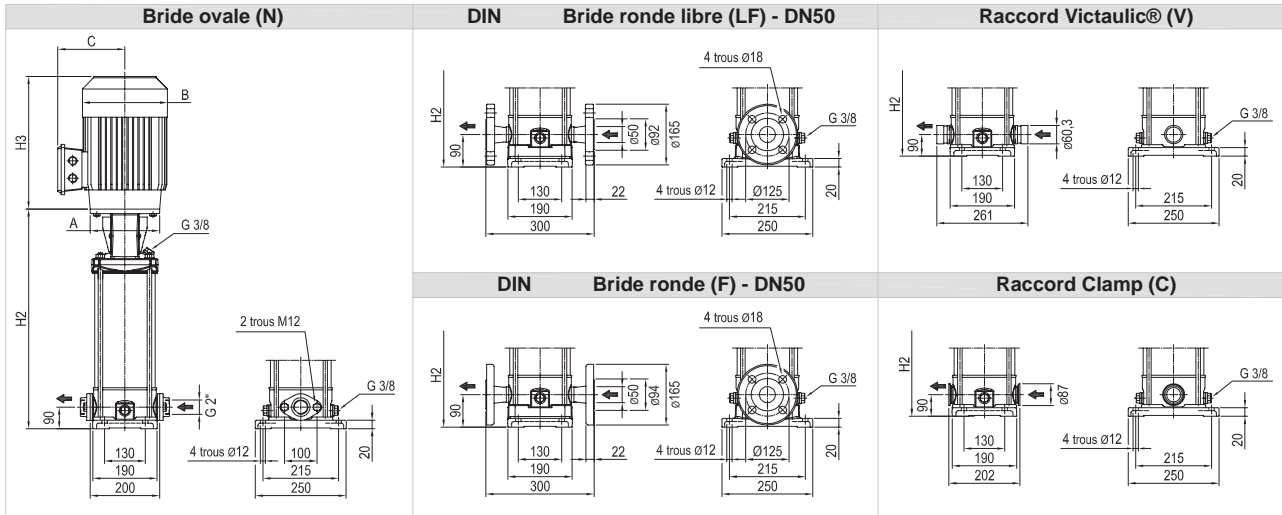 Bride ovale (N)
C
B
H3
A
G 3/8
H2
2 trous M12
G 3/8
G 2"
90
20
4 trous Ø12
100
130
190
200
215
250
DIN Bride ronde libre (LF) - DN50
4 trous Ø18
H2
G 3/8
90
ø50
ø92
ø165
20
130
22
4 trous Ø12
Ø125
190
215
300
250
Raccord Victaulic® (V)
H2
G 3/8
90
ø60,3
20
4 trous Ø12
130
215
190
250
261
DIN Bride ronde (F) - DN50
4 trous Ø18
H2
G 3/8
90
ø50
ø94
ø165
20
130
22
4 trous Ø12
Ø125
190
215
300
250
Raccord Clamp (C)
H2
G 3/8
90
ø87
20
130
4 trous Ø12
190
215
202
250